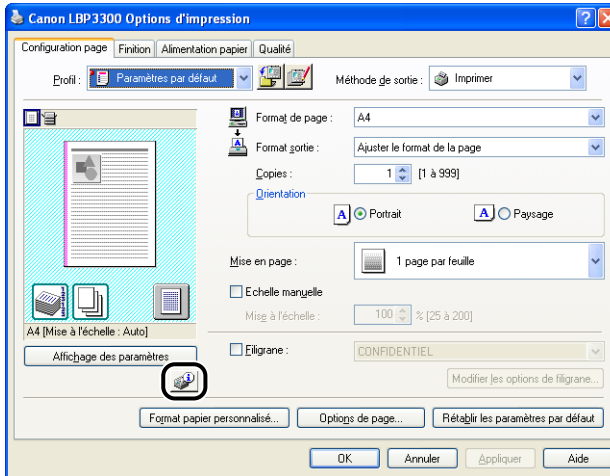 Canon LBP3300 Options d'impression
Configuration page Finition Alimentation papier Qualité
Profil : Paramètres par défaut Méthode de sortie : Imprimer
Format de page : A4
Format sortie : Ajuster le format de la page
Copies : 1 [1 à 999]
Orientation
A Portrait A Paysage
Mise en page : 1 page par feuille
Echelle manuelle
Mise à l'échelle : 100 % [25 à 200]
A4 [Mise à l'échelle : Auto]
Affichage des paramètres
Filigrane : CONFIDENTIEL
Modifier les options de filigrane...
Format papier personnalisé... Options de page... Rétablir les paramètres par défaut
OK Annuler Appliquer Aide